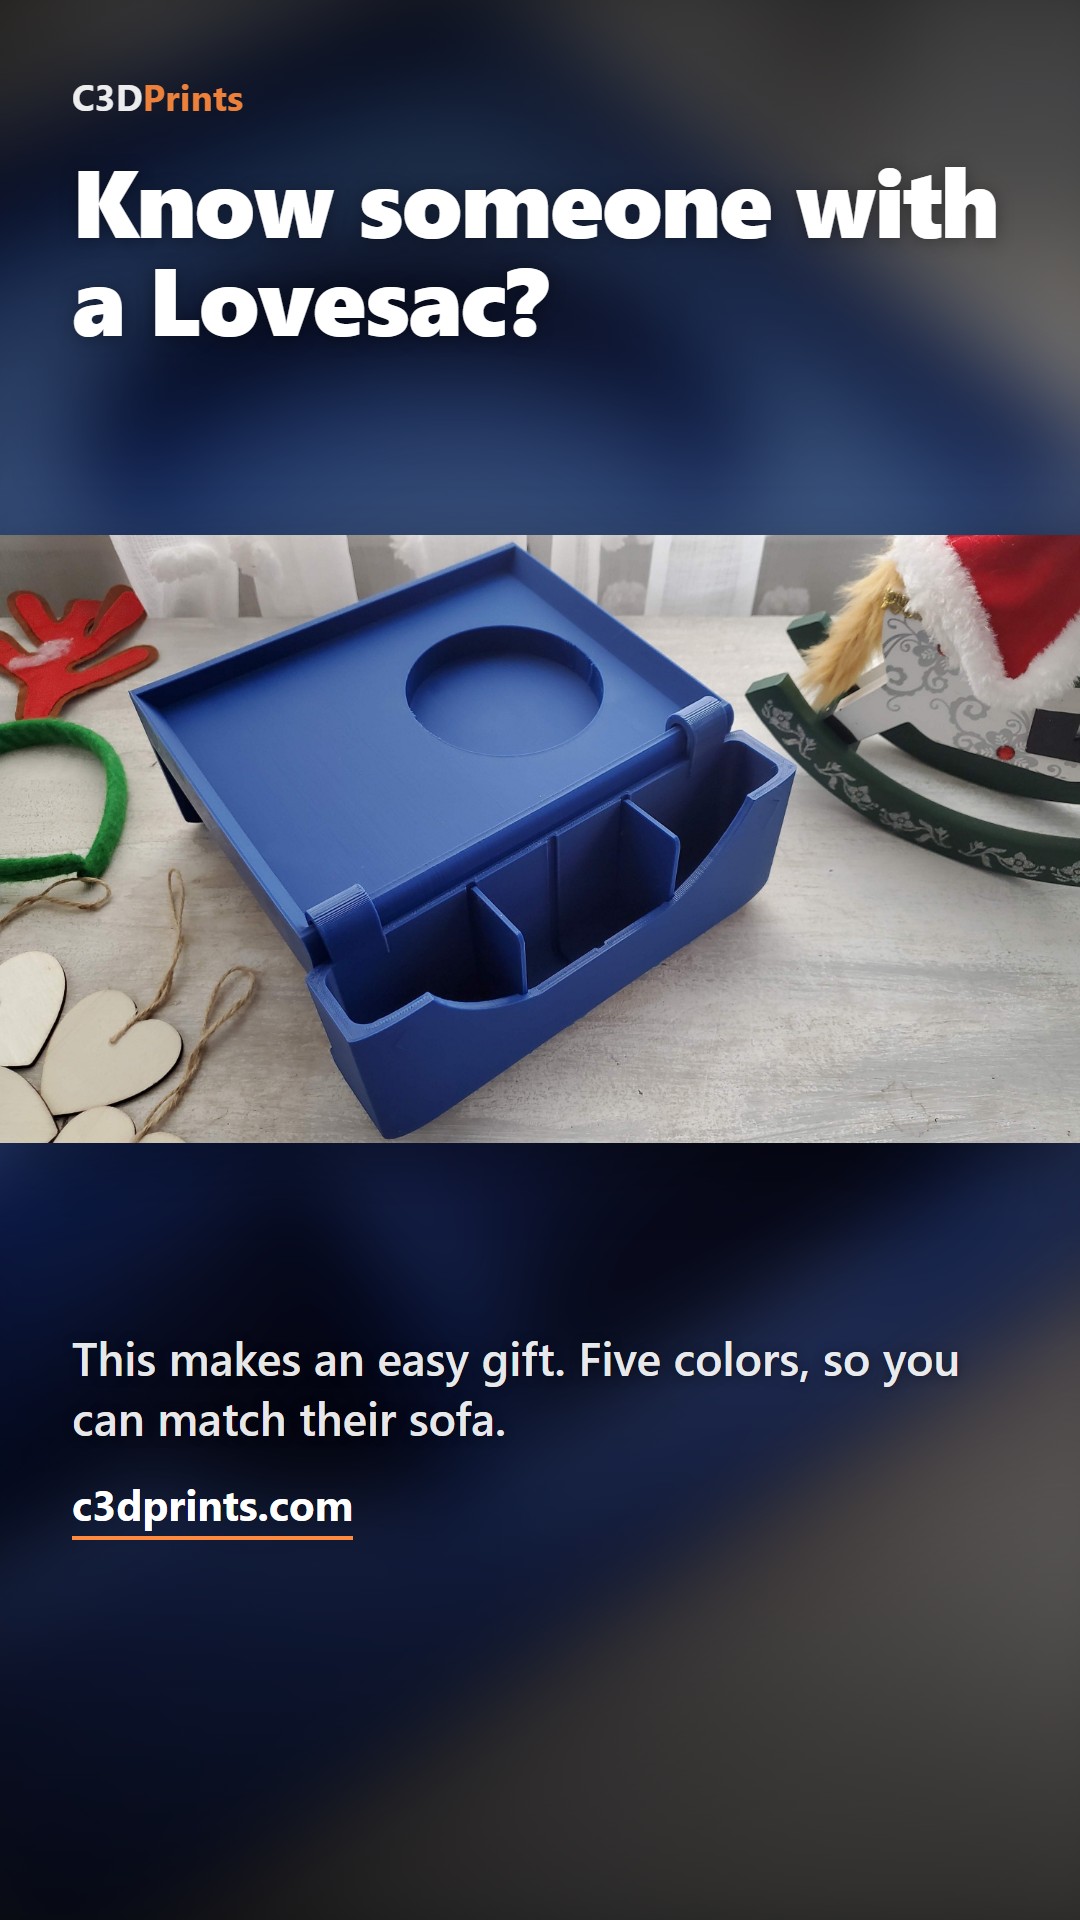 C3DPrints
Know someone with
a Lovesac?
This makes an easy gift. Five colors, so you
can match their sofa.
c3dprints.com